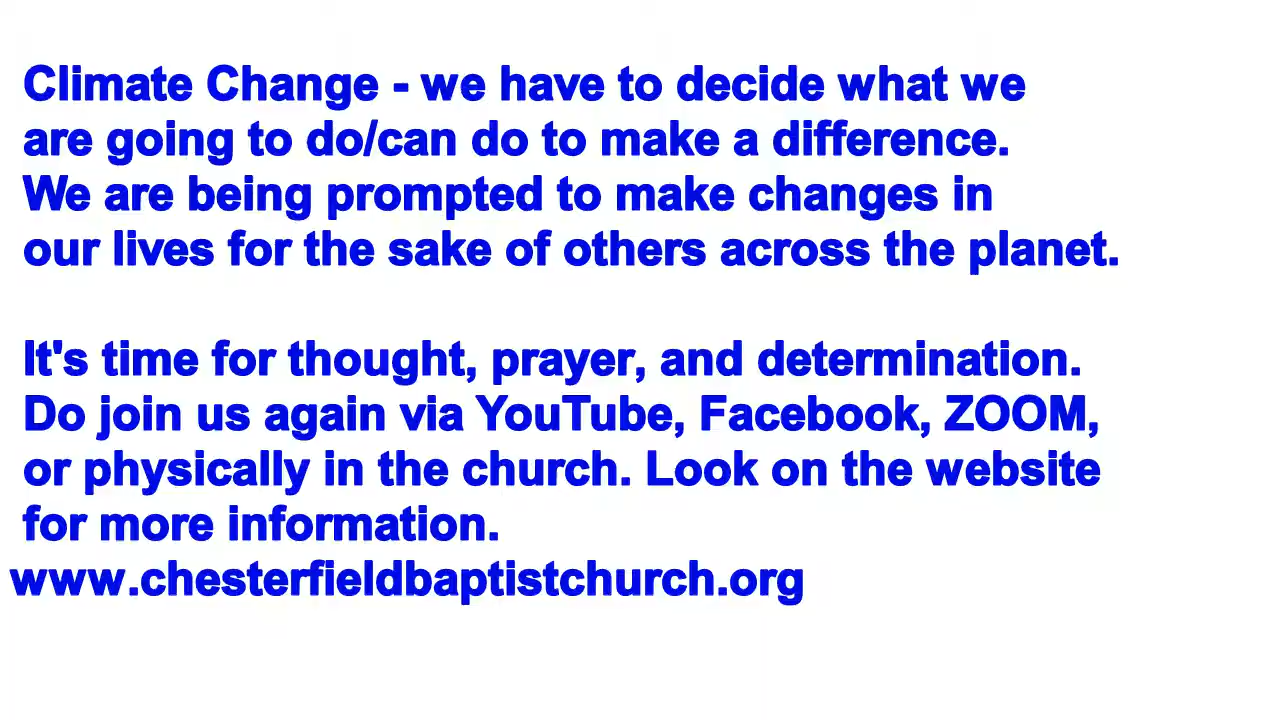 Climate Change - we have to decide what we
are going to do/can do to make a difference.
We are being prompted to make changes in
our lives for the sake of others across the planet.
It's time for thought, prayer, and determination.
Do join us again via YouTube, Facebook, ZOOM,
or physically in the church. Look on the website
for more information.
www.chesterfieldbaptistchurch.org